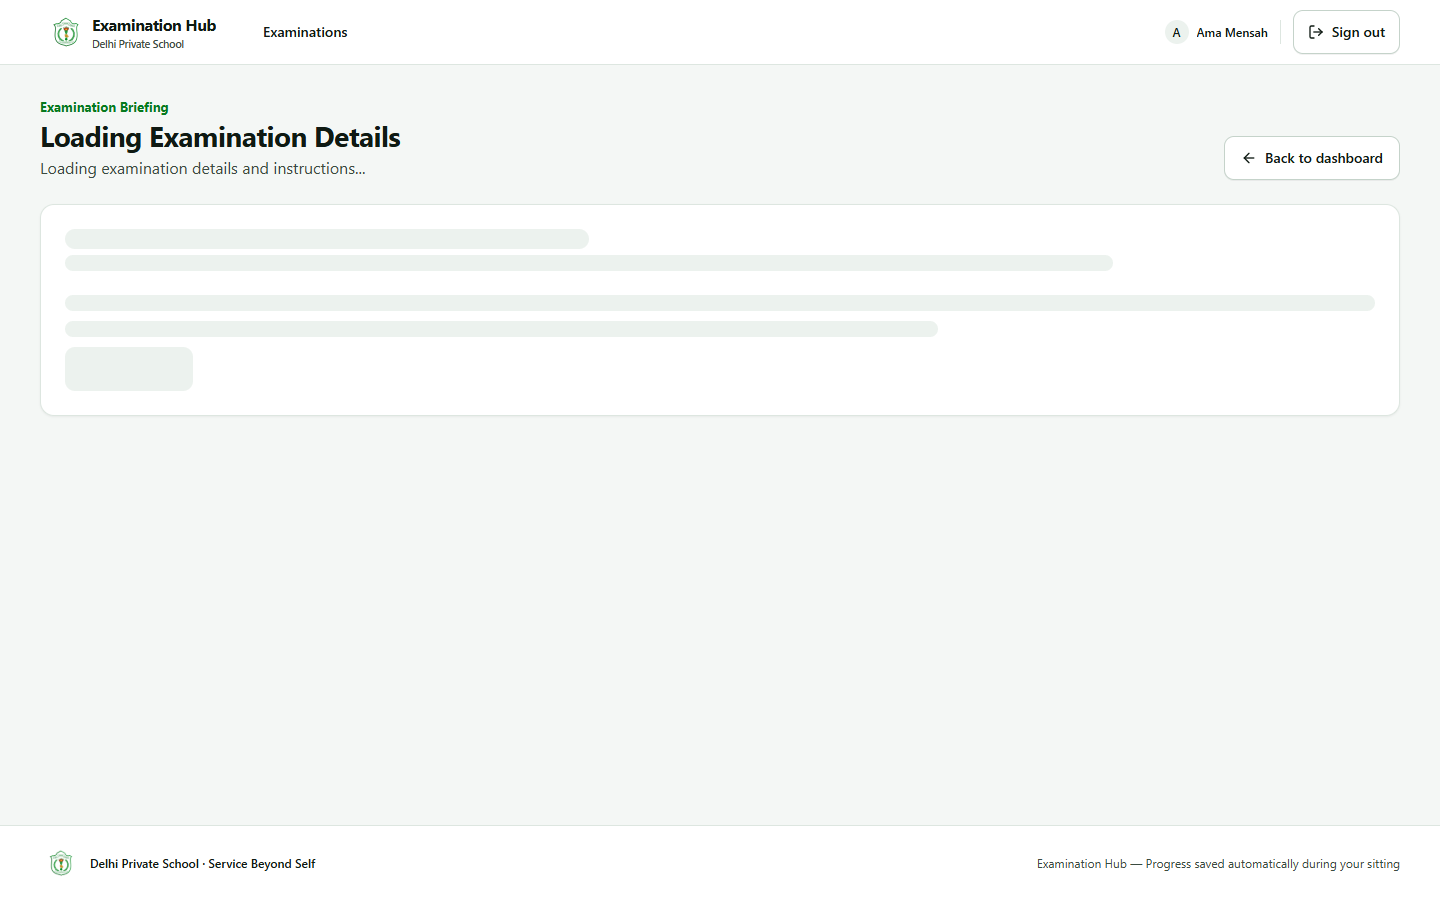 Examination Hub
Delhi Private School
Examinations
A
Ama Mensah
Sign out
Examination Briefing
Loading Examination Details
Loading examination details and instructions...
Back to dashboard
Delhi Private School · Service Beyond Self
Examination Hub — Progress saved automatically during your sitting